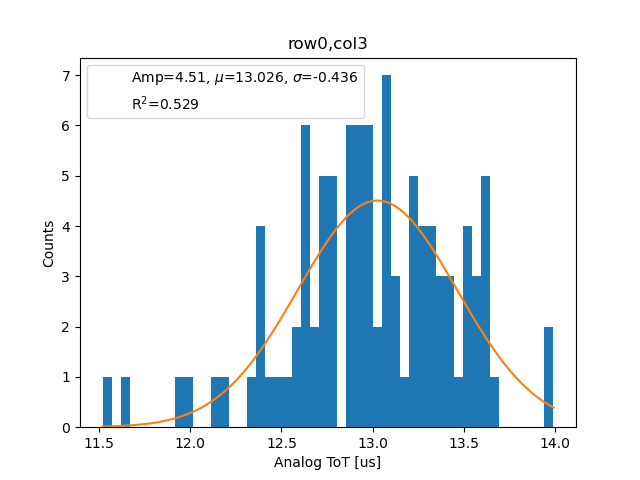 row0,col3
Amp=4.51, μ=13.026, σ=-0.436
R²=0.529
7
6
5
4
3
2
1
0
Counts
11.5 12.0 12.5 13.0 13.5 14.0
Analog ToT [us]